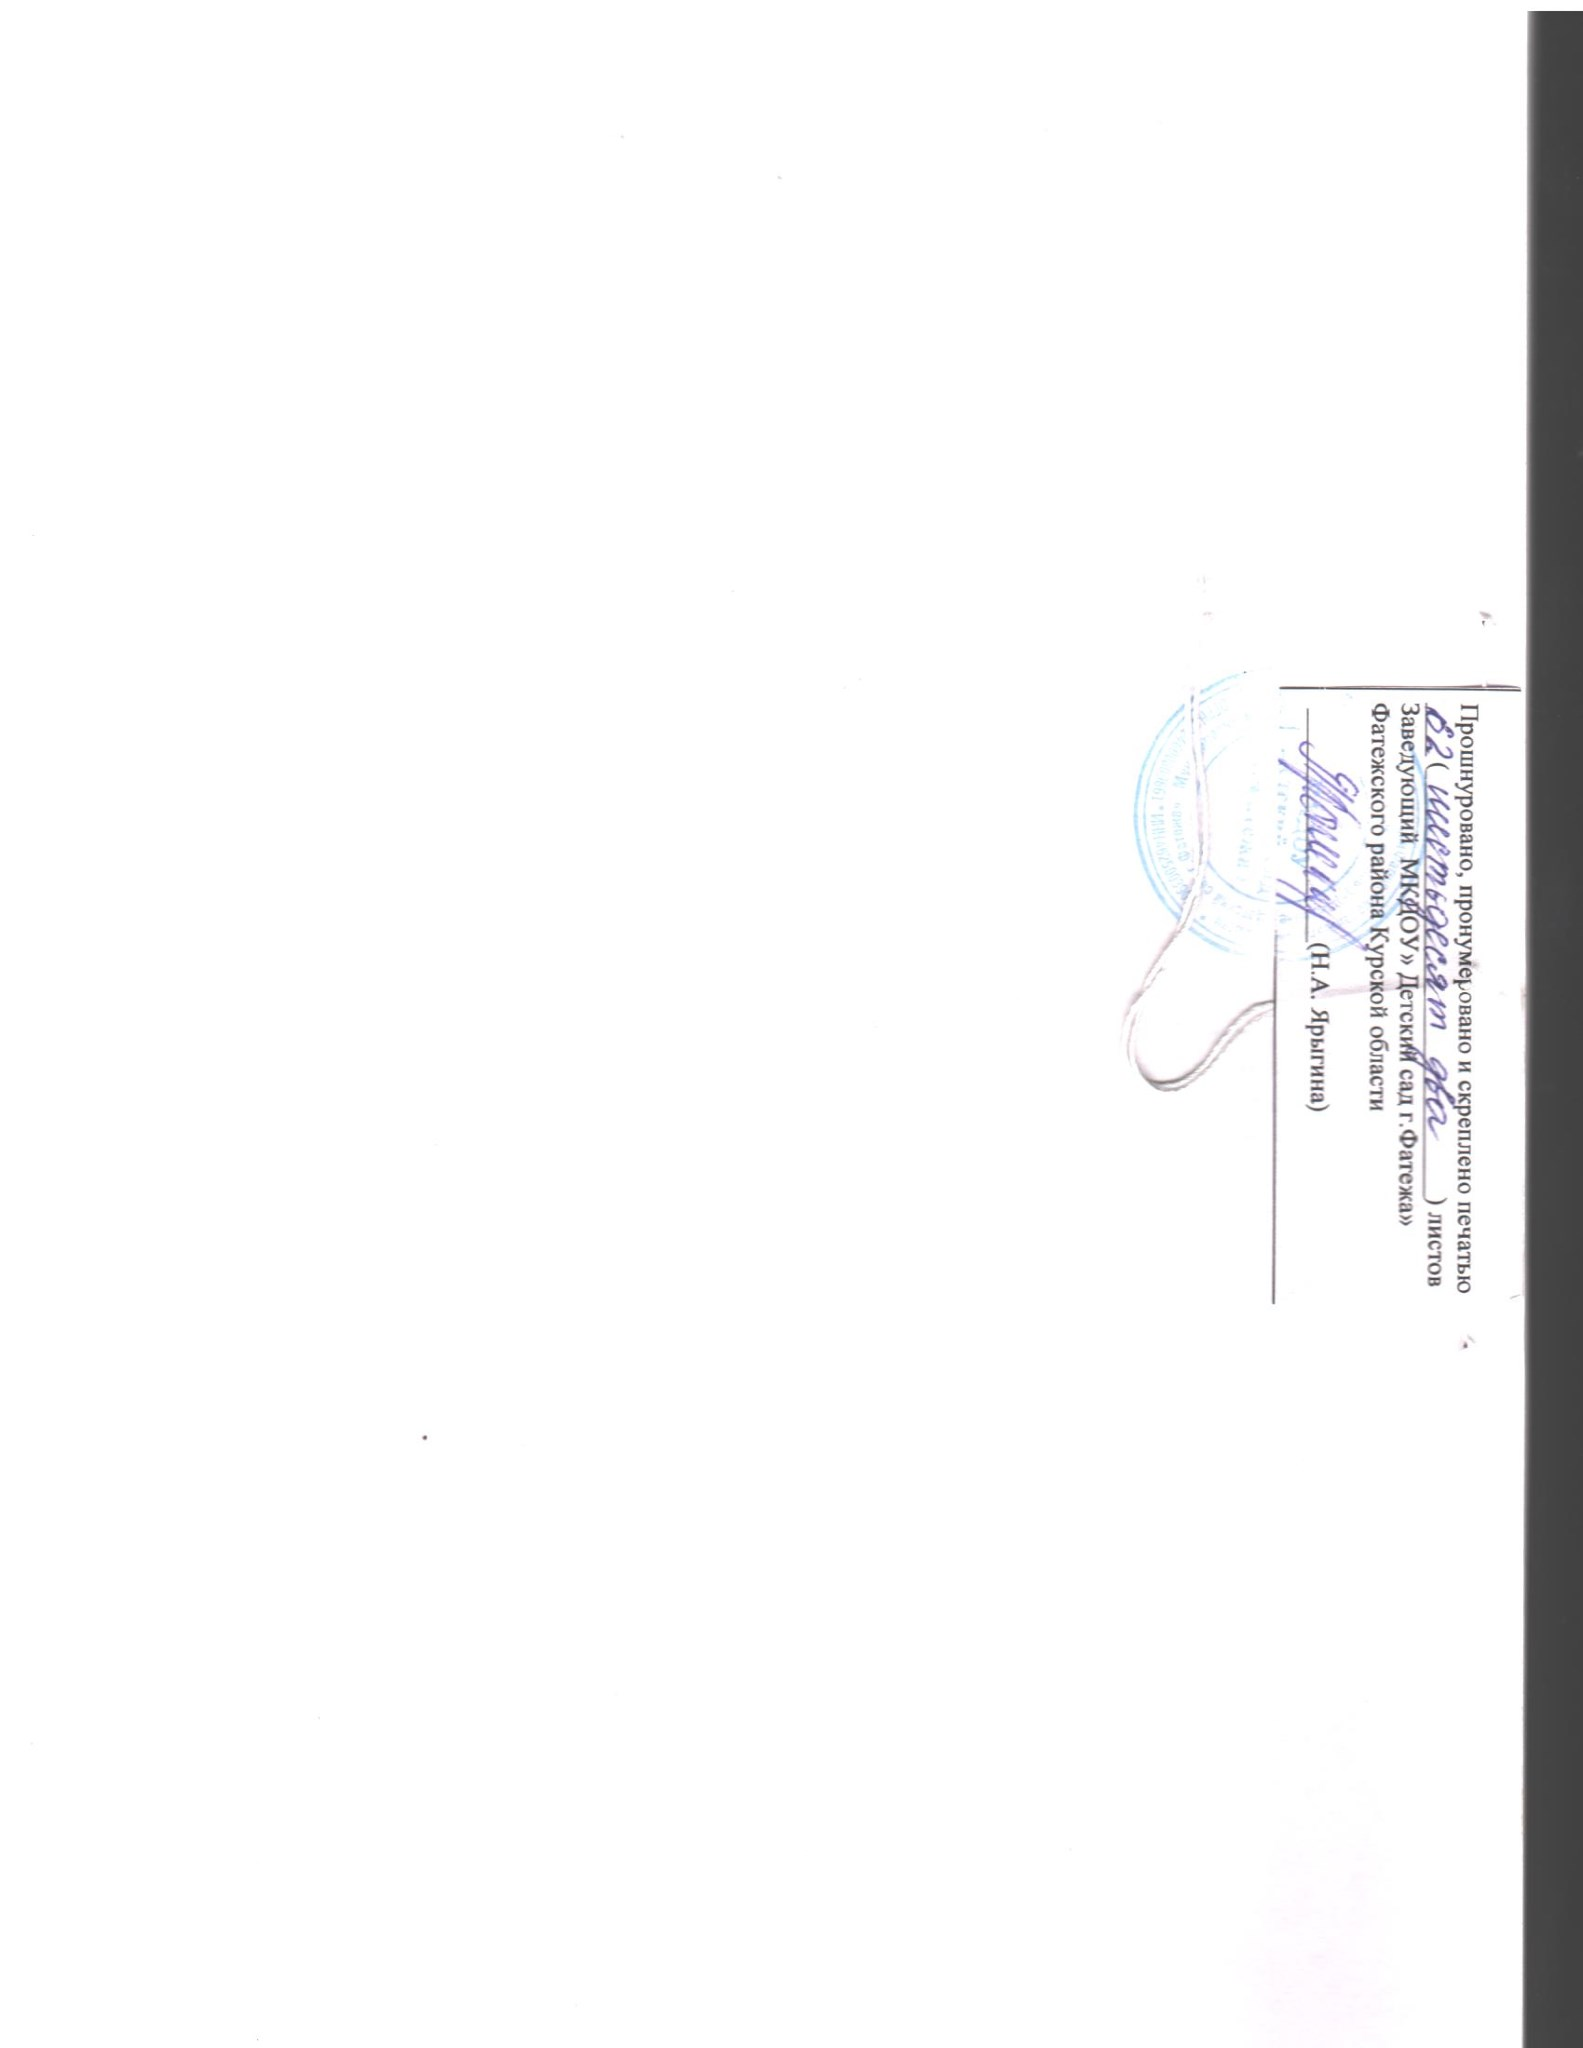 Прошнуровано, пронумеровано и скреплено печатью
62 ( шестьдесят два ) листов
Заведующий МКДОУ» Детский сад г.Фатежа»
Фатежского района Курской области
(Н.А. Ярыгина)